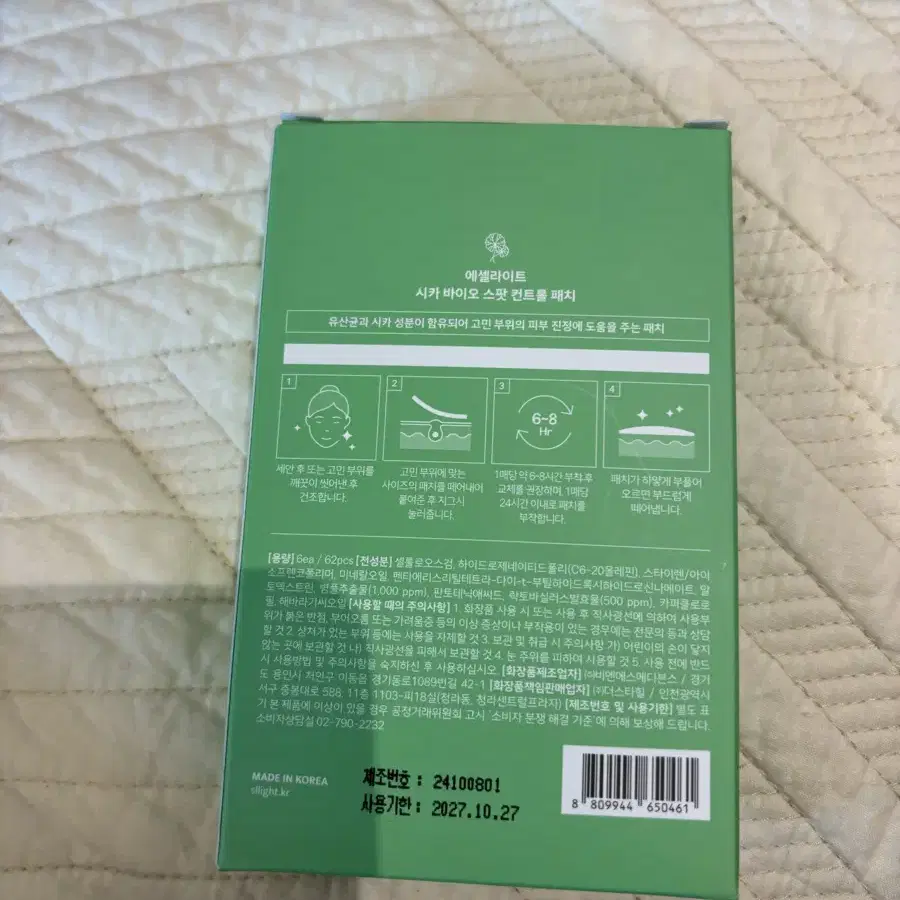 에셀라이트
시카 바이오 스팟 컨트롤 패치
유산균과 시카 성분이 함유되어 고민 부위의 피부 진정에 도움을 주는 패치
1
2
3
4
6-8
Hr
세안 후 또는 고민 부위를
깨끗이 씻어낸 후
건조합니다.
고민 부위에 맞는
사이즈의 패치를 떼어내어
붙여준 후 지그시
눌러줍니다.
1매당 약 6-8시간 부착 후
교체를 권장하며, 1매당
24시간 이내로 패치를
부착합니다.
패치가 하얗게 부풀어
오르면 부드럽게
떼어냅니다.
[용량] 6ea / 62pcs [전성분] 셀룰로오스검, 하이드로제네이티드폴리(C6-20올레핀), 스타이렌/아이
소프렌코폴리머, 미네랄오일, 펜타에리스리틸테트라-다이-t-부틸하이드록시하이드로신나메이트, 말
토덱스트린, 병풀추출물(1,000 ppm), 판토테닉애씨드, 락토바실러스발효물(500 ppm), 카퍼클로로
필, 해바라기씨오일 [사용할 때의 주의사항] 1. 화장품 사용 시 또는 사용 후 직사광선에 의하여 사용부
위가 붉은 반점, 부어오름 또는 가려움증 등의 이상 증상이나 부작용이 있는 경우에는 전문의 등과 상담
할 것 2. 상처가 있는 부위 등에는 사용을 자제할 것 3. 보관 및 취급 시 주의사항 가) 어린이의 손이 닿지
않는 곳에 보관할 것 나) 직사광선을 피해서 보관할 것 4. 눈 주위를 피하여 사용할 것 5. 사용 전에 반드
시 사용방법 및 주의사항을 숙지하신 후 사용하십시오. [화장품제조업자] ㈜비엔에스메디븐스 / 경기
도 용인시 처인구 이동읍 경기동로1089번길 42-1 [화장품책임판매업자] ㈜더스타힐 / 인천광역시
서구 중봉대로 588, 11층 1103-피18실(청라동, 청라센트럴프라자) [제조번호 및 사용기한] 별도 표
기 본 제품에 이상이 있을 경우 공정거래위원회 고시 '소비자 분쟁 해결 기준'에 의해 보상해 드립니다.
소비자상담실 02-790-2232
MADE IN KOREA
s8light.kr
제조번호 : 24100801
사용기한 : 2027.10.27
8 809944 650461